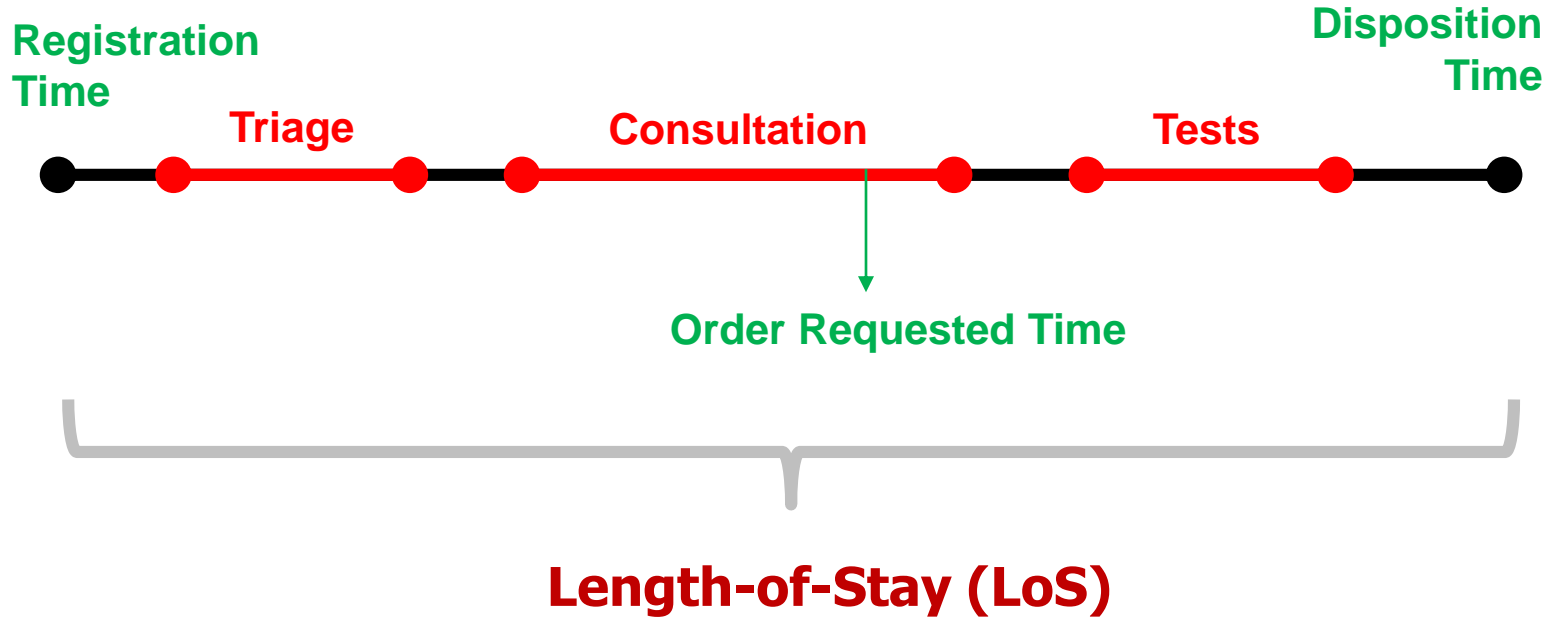 Registration
Time
Disposition
Time
Triage
Consultation
Tests
Order Requested Time
Length-of-Stay (LoS)